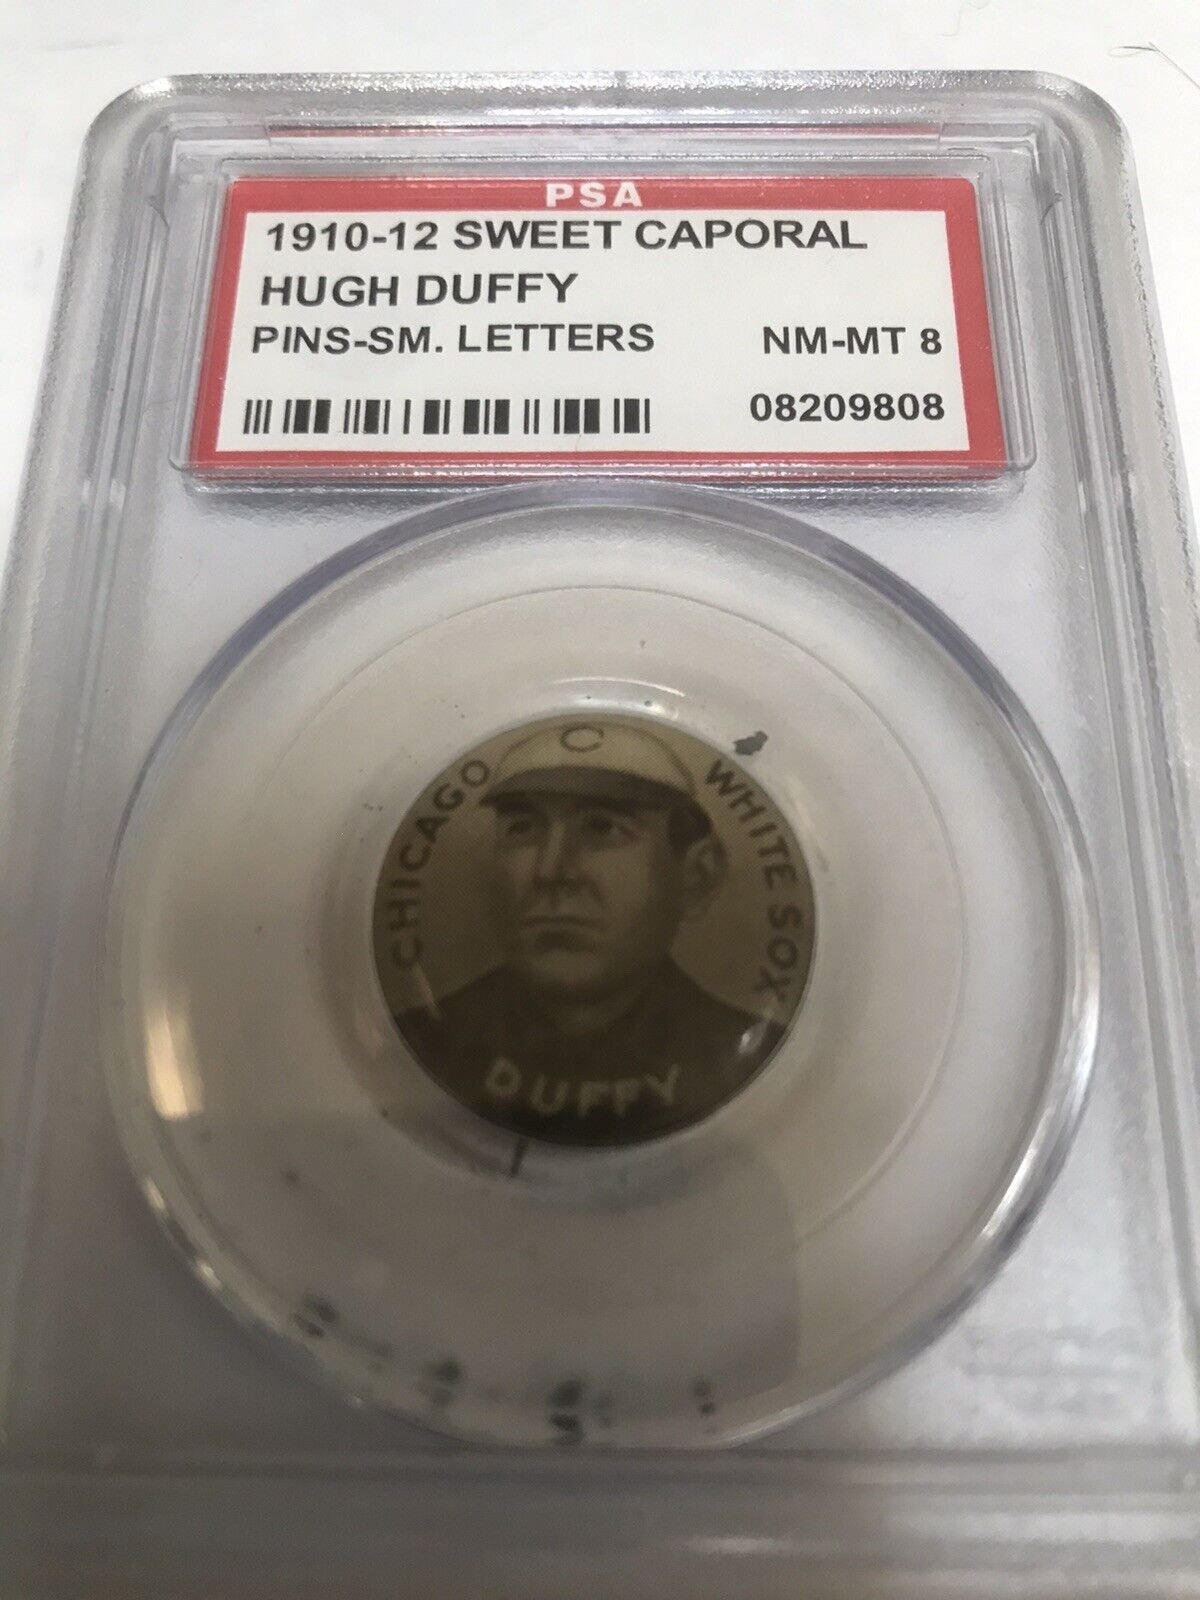 PSA
1910-12 SWEET CAPORAL
HUGH DUFFY
PINS-SM. LETTERS NM-MT 8
08209808
C
CHICAGO WHITE SOX
DUFFY